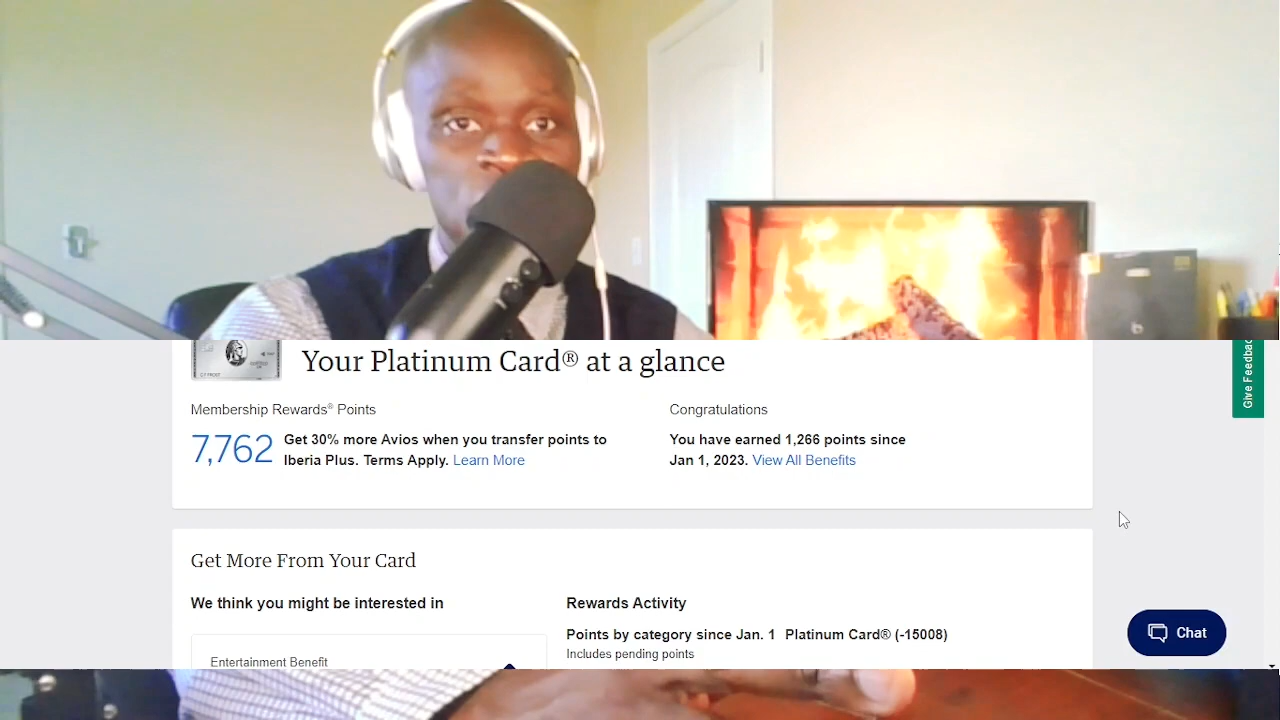 Your Platinum Card® at a glance
Membership Rewards® Points
7,762
Get 30% more Avios when you transfer points to
Iberia Plus. Terms Apply. Learn More
Congratulations
You have earned 1,266 points since
Jan 1, 2023. View All Benefits
Give Feedbac
Get More From Your Card
We think you might be interested in
Entertainment Benefit
Rewards Activity
Points by category since Jan. 1 Platinum Card® (-15008)
Includes pending points
Chat